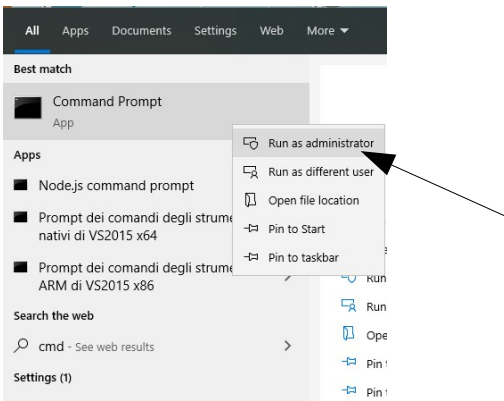 All Apps Documents Settings Web More
Best match
Command Prompt
App
Run as administrator
Apps
Run as different user
Node.js command prompt
Open file location
Prompt dei comandi degli strume
nativi di VS2015 x64
Pin to Start
Pin to taskbar
Prompt dei comandi degli strume
ARM di VS2015 x86
Run
Run
Search the web
Ope
cmd - See web results
Pin
Settings (1)
Pin